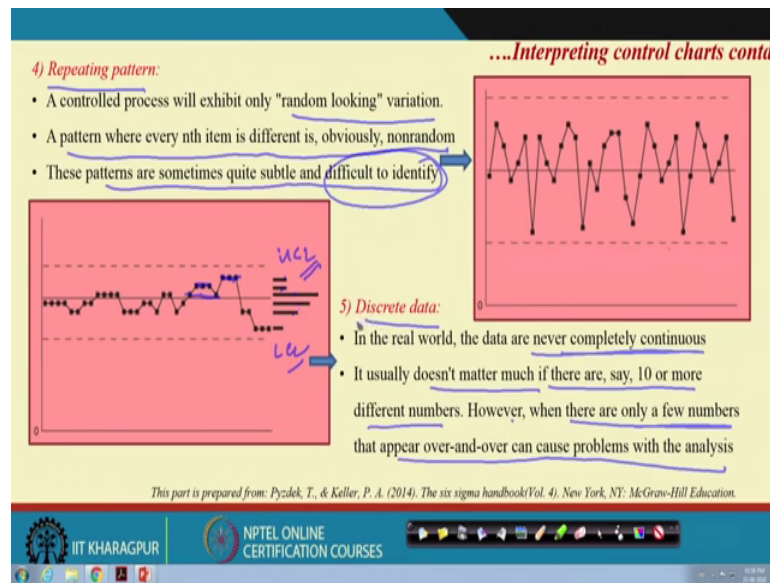 ....Interpreting control charts contd
4) Repeating pattern:
• A controlled process will exhibit only "random looking" variation.
• A pattern where every nth item is different is, obviously, nonrandom
• These patterns are sometimes quite subtle and difficult to identify
0
UCL
LCL
0
5) Discrete data:
• In the real world, the data are never completely continuous
• It usually doesn't matter much if there are, say, 10 or more
different numbers. However, when there are only a few numbers
that appear over-and-over can cause problems with the analysis
This part is prepared from: Pyzdek, T., & Keller, P. A. (2014). The six sigma handbook(Vol. 4). New York, NY: McGraw-Hill Education.
IIT KHARAGPUR
NPTEL ONLINE
CERTIFICATION COURSES